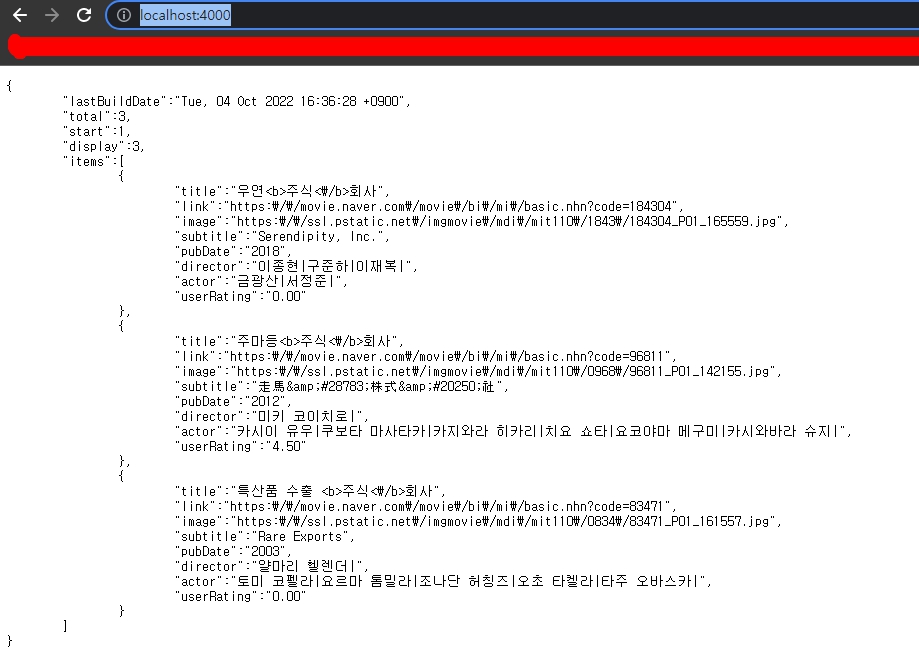 localhost:4000
{
"lastBuildDate":"Tue, 04 Oct 2022 16:36:28 +0900",
"total":3,
"start":1,
"display":3,
"items":[
{
"title":"우연<b>주식<₩/b>회사",
"link":"https:₩/₩/movie.naver.com₩/movie₩/bi₩/mi₩/basic.nhn?code=184304",
"image":"https:₩/₩/ssl.pstatic.net₩/imgmovie₩/mdi₩/mit110₩/1843₩/184304_P01_165559.jpg",
"subtitle":"Serendipity, Inc.",
"pubDate":"2018",
"director":"이종현|구준하|이재복|",
"actor":"금광산|서정준|",
"userRating":"0.00"
},
{
"title":"주마등<b>주식<₩/b>회사",
"link":"https:₩/₩/movie.naver.com₩/movie₩/bi₩/mi₩/basic.nhn?code=96811",
"image":"https:₩/₩/ssl.pstatic.net₩/imgmovie₩/mdi₩/mit110₩/0968₩/96811_P01_142155.jpg",
"subtitle":"走馬&amp;#28783;株式&amp;#20250;社",
"pubDate":"2012",
"director":"미키 코이치로|",
"actor":"카시이 유우|쿠보타 마사타카|카지와라 히카리|치요 쇼타|요코야마 메구미|카시와바라 슈지|",
"userRating":"4.50"
},
{
"title":"특산품 수출 <b>주식<₩/b>회사",
"link":"https:₩/₩/movie.naver.com₩/movie₩/bi₩/mi₩/basic.nhn?code=83471",
"image":"https:₩/₩/ssl.pstatic.net₩/imgmovie₩/mdi₩/mit110₩/0834₩/83471_P01_161557.jpg",
"subtitle":"Rare Exports",
"pubDate":"2003",
"director":"얄마리 헬렌더|",
"actor":"토미 코펠라|요르마 톰밀라|조나단 허칭즈|오초 타켈라|타주 오바스카|",
"userRating":"0.00"
}
]
}